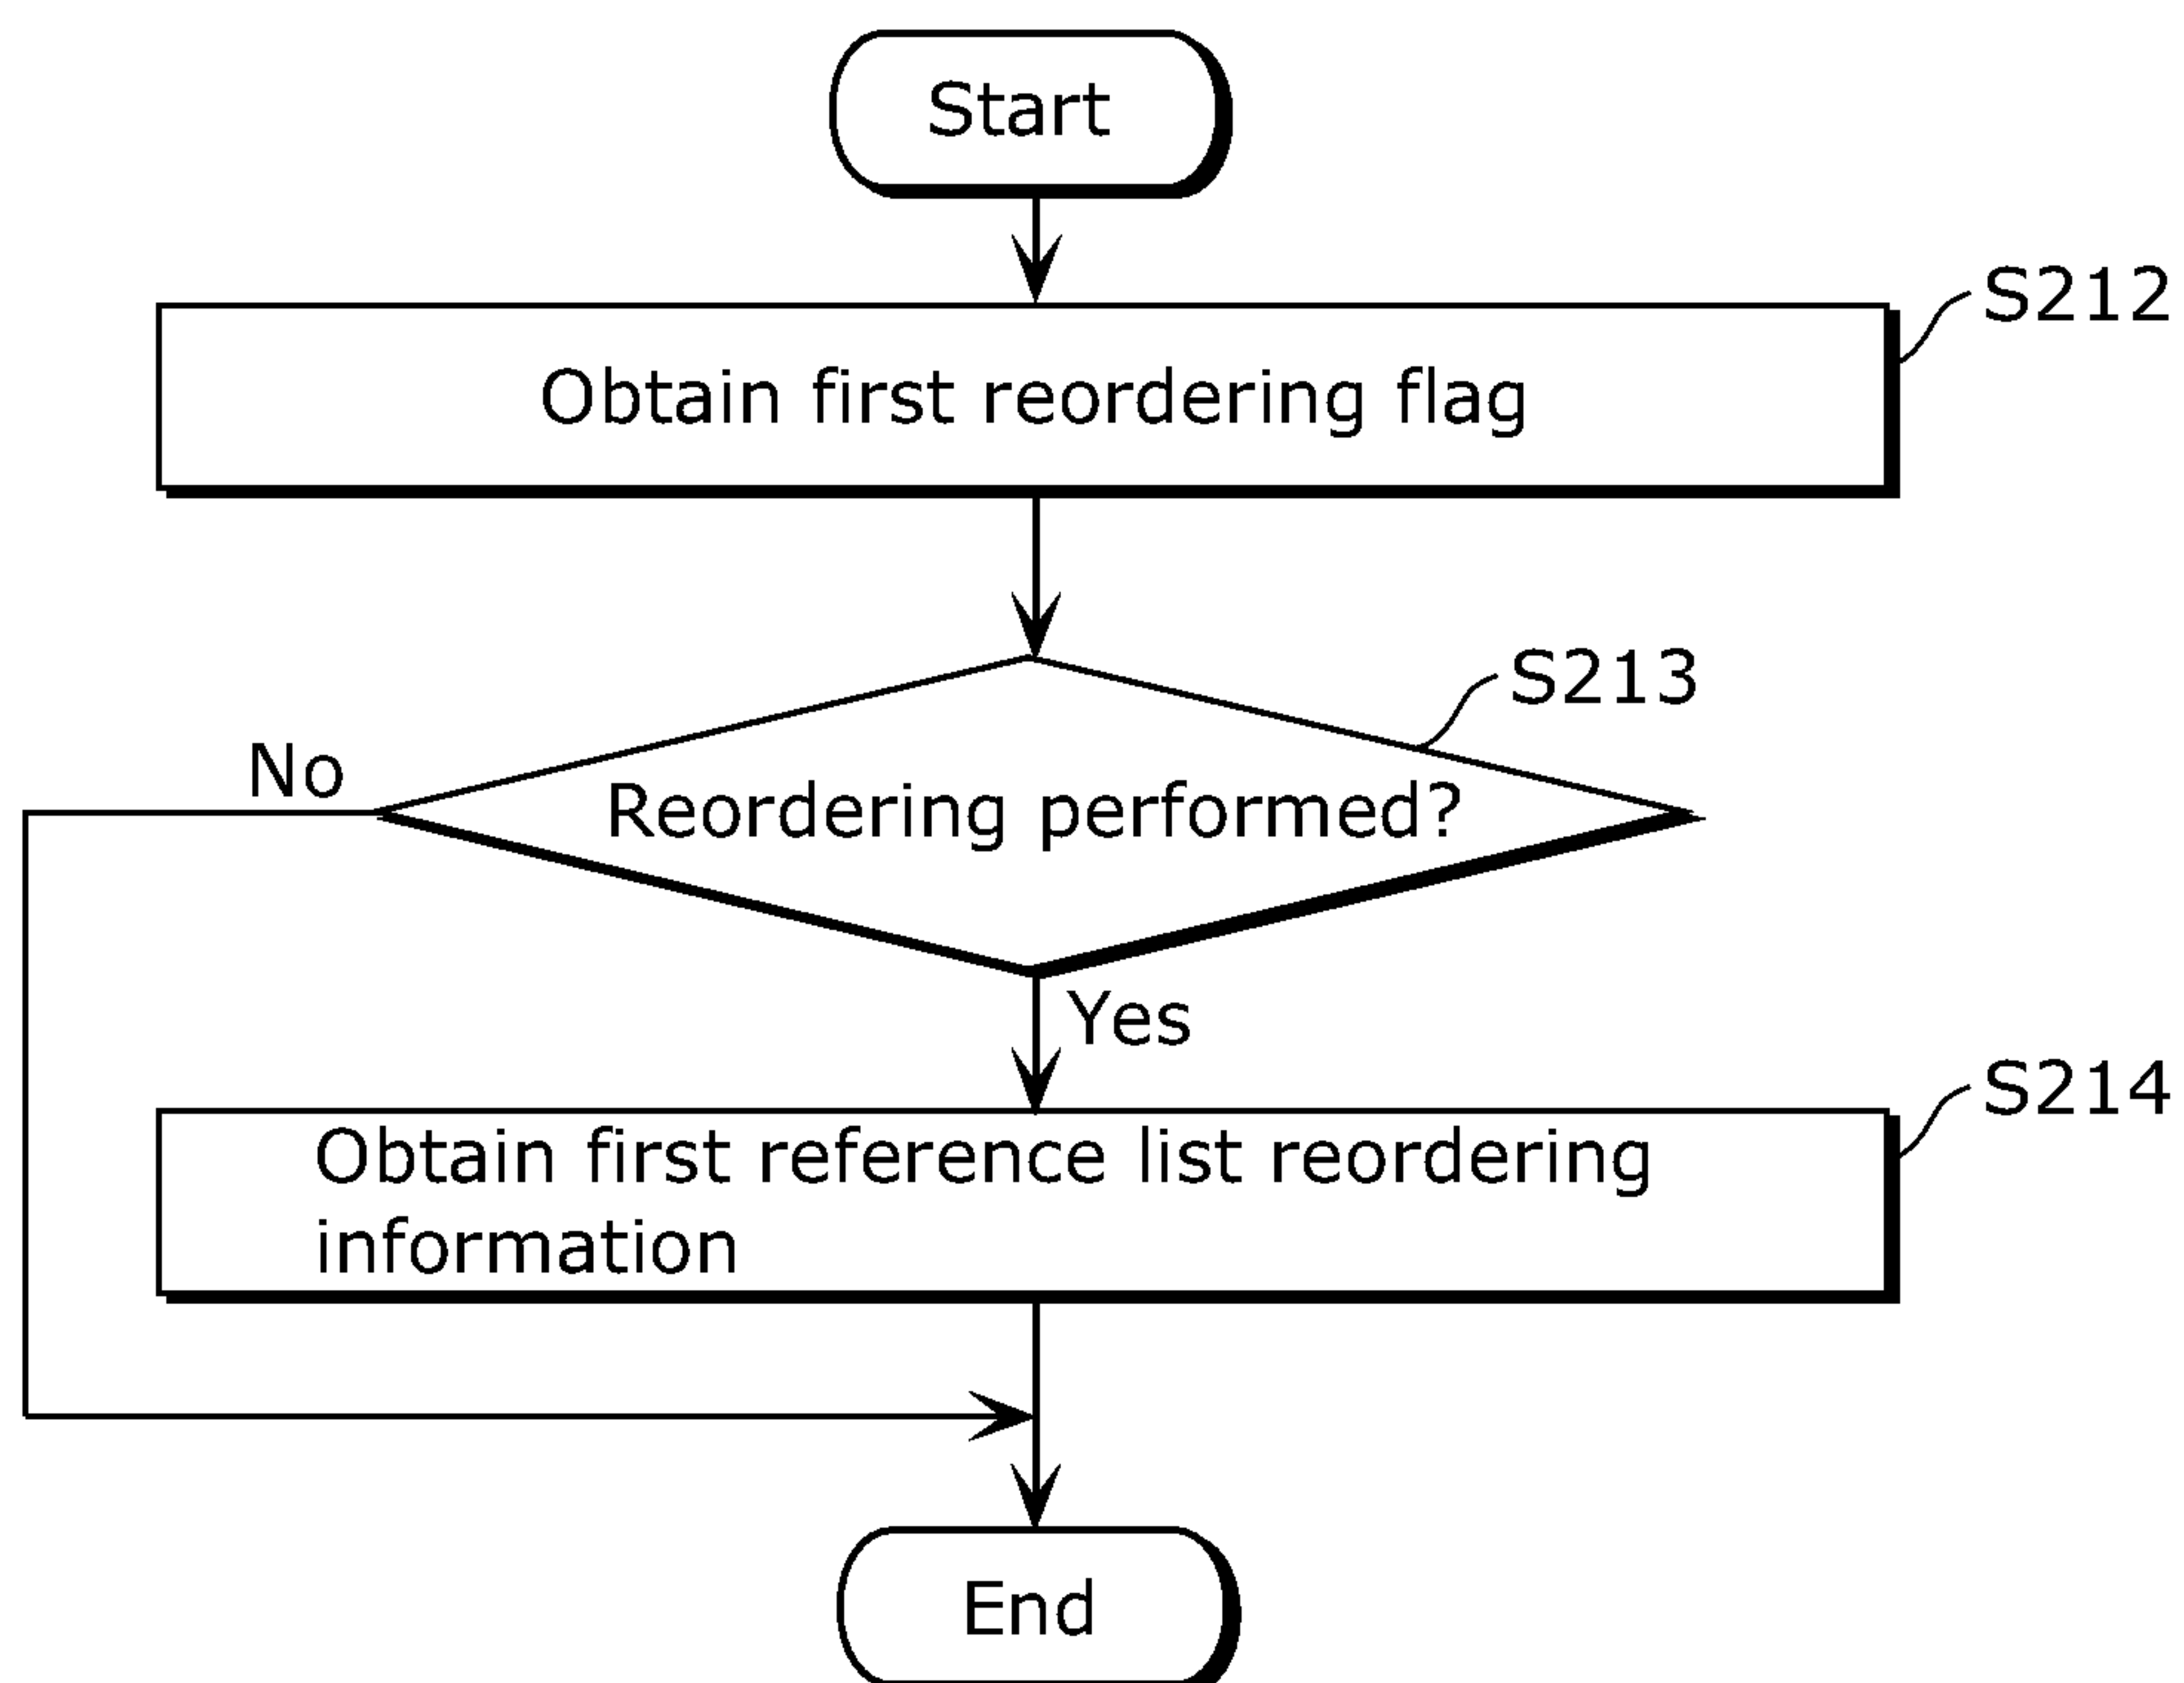 Start
S212
Obtain first reordering flag
S213
No
Reordering performed?
Yes
S214
Obtain first reference list reordering
information
End